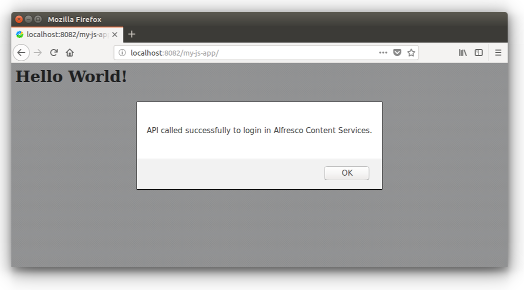 Mozilla Firefox
localhost:8082/my-js-ap
localhost:8082/my-js-app/
Hello World!
API called successfully to login in Alfresco Content Services.
OK